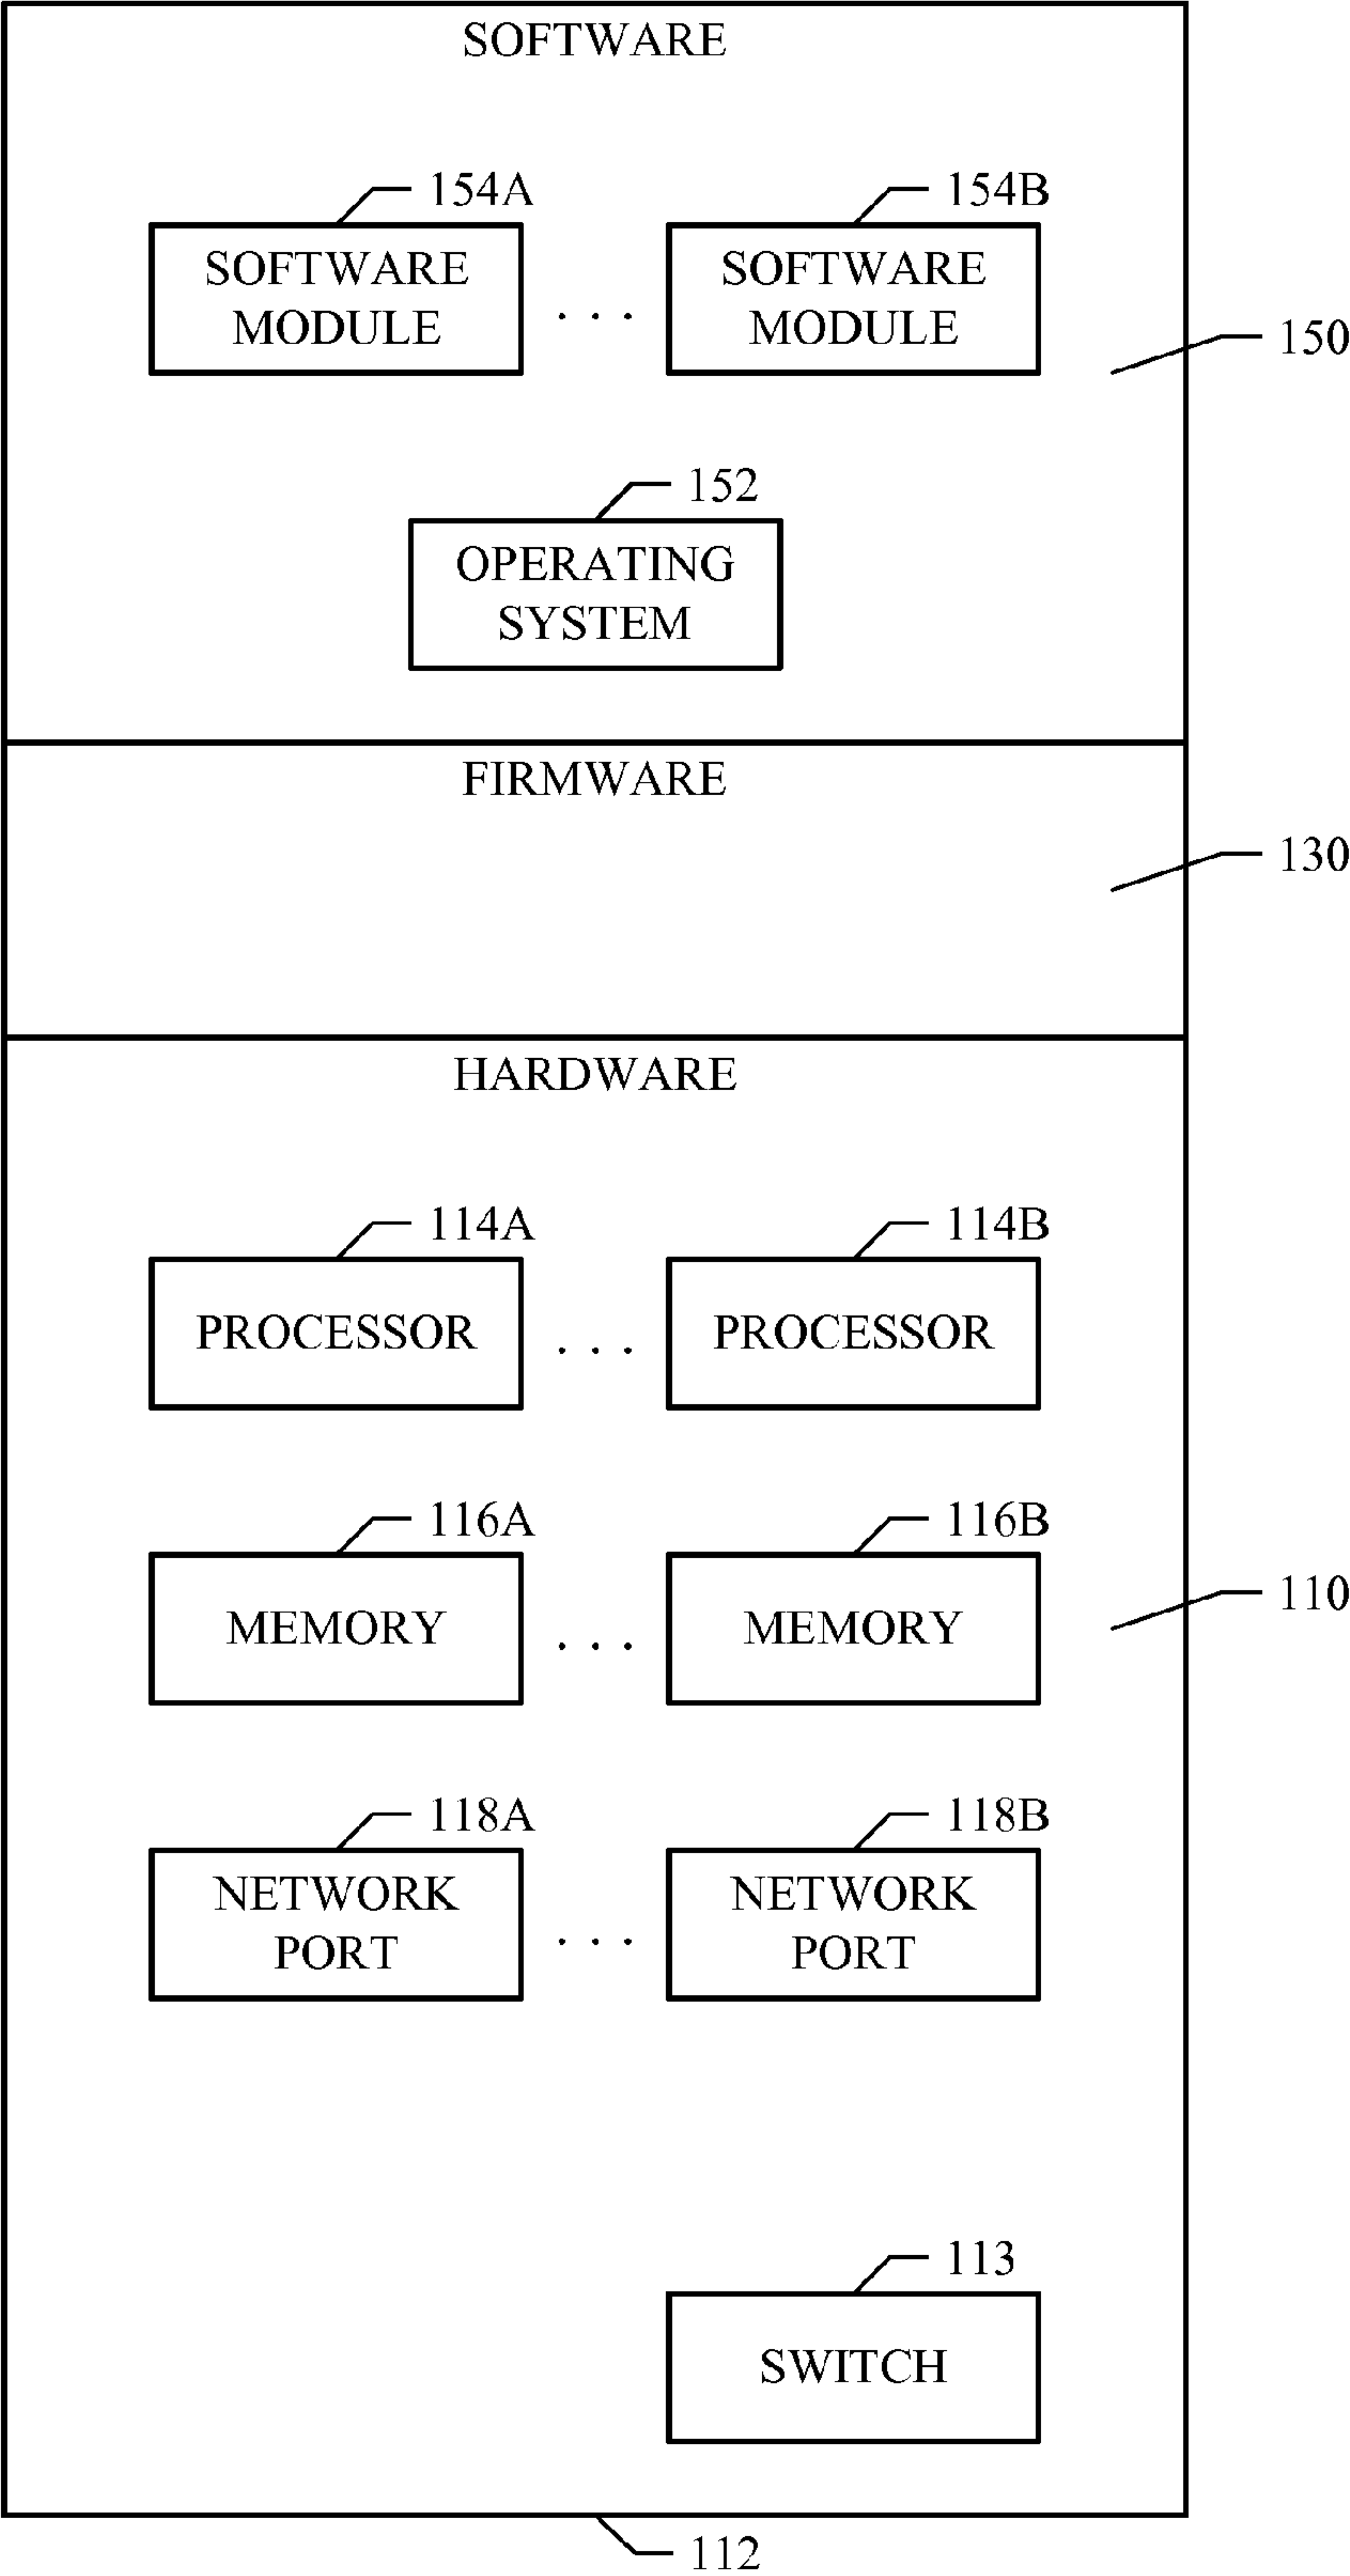 SOFTWARE
154A 154B
SOFTWARE MODULE . . . SOFTWARE MODULE
150
152
OPERATING
SYSTEM
FIRMWARE
130
HARDWARE
114A 114B
PROCESSOR . . . PROCESSOR
116A 116B
MEMORY . . . MEMORY
110
118A 118B
NETWORK PORT . . . NETWORK PORT
113
SWITCH
112